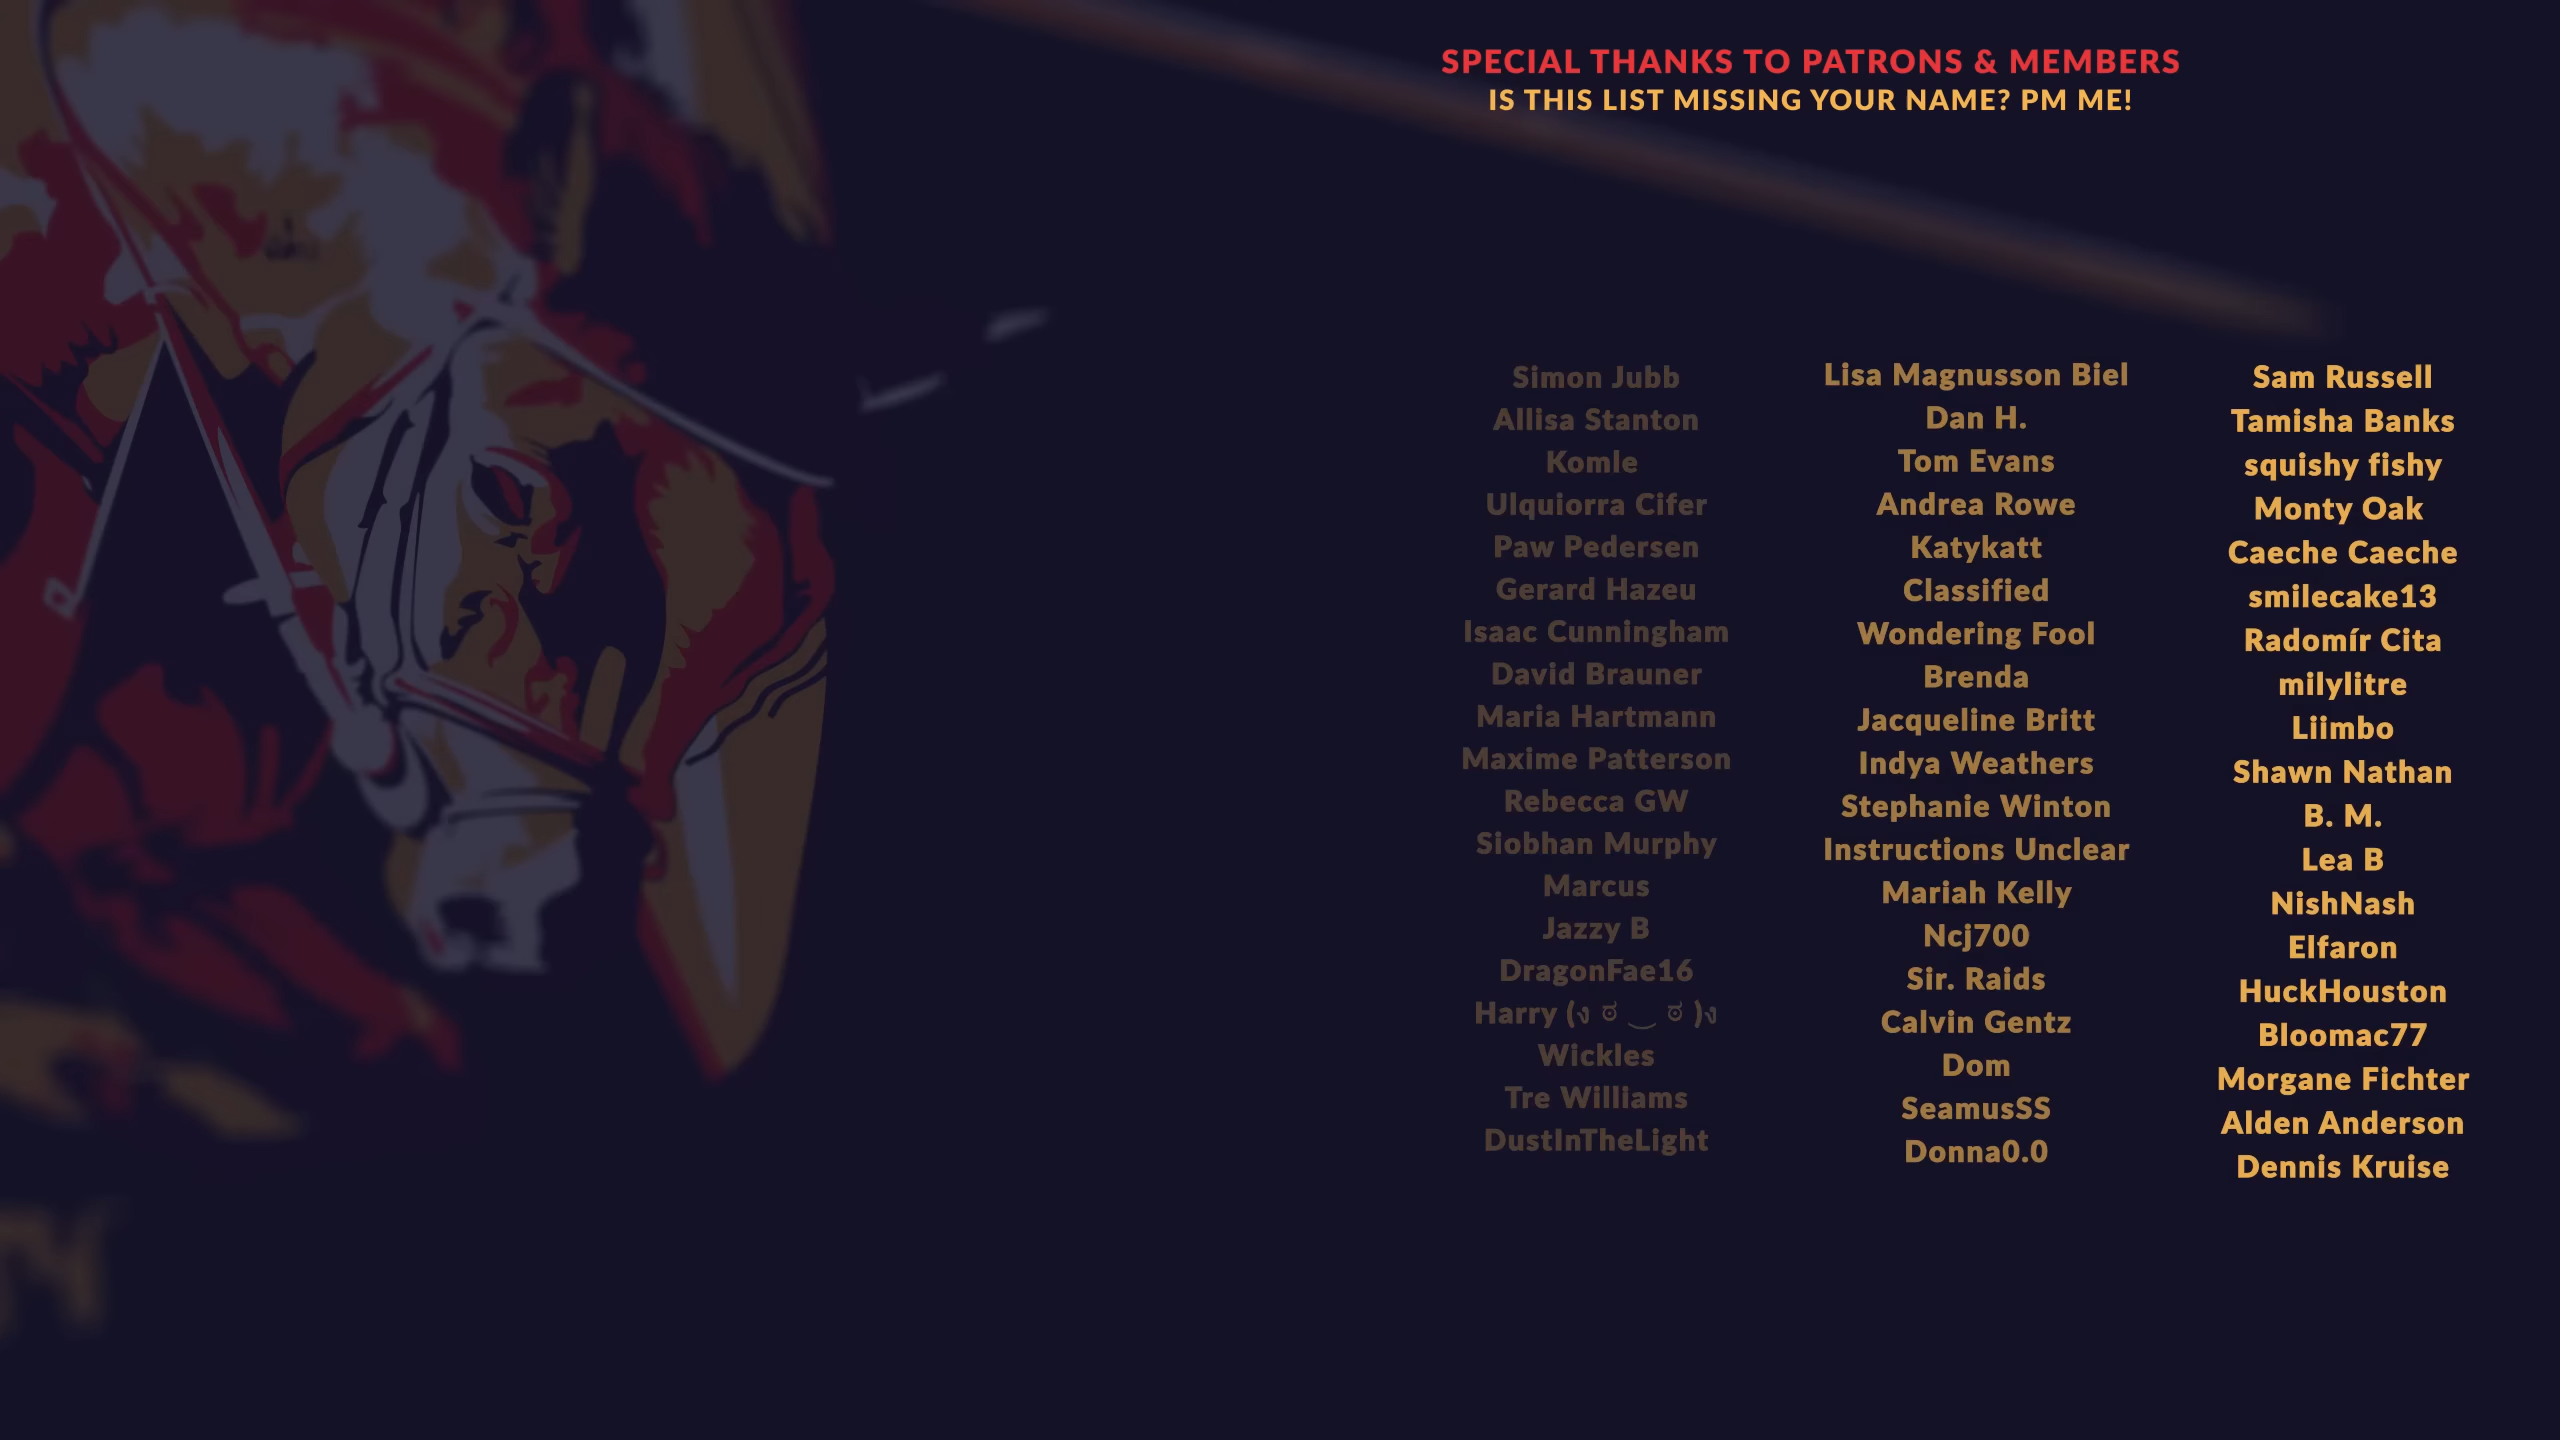 SPECIAL THANKS TO PATRONS & MEMBERS
IS THIS LIST MISSING YOUR NAME? PM ME!
Simon Jubb
Allisa Stanton
Komle
Ulquiorra Cifer
Paw Pedersen
Gerard Hazeu
Isaac Cunningham
David Brauner
Maria Hartmann
Maxime Patterson
Rebecca GW
Siobhan Murphy
Marcus
Jazzy B
DragonFae16
Harry (ง ಠ‿ಠ )ง
Wickles
Tre Williams
DustInTheLight
Lisa Magnusson Biel
Dan H.
Tom Evans
Andrea Rowe
Katykatt
Classified
Wondering Fool
Brenda
Jacqueline Britt
Indya Weathers
Stephanie Winton
Instructions Unclear
Mariah Kelly
Ncj700
Sir. Raids
Calvin Gentz
Dom
SeamusSS
Donna0.0
Sam Russell
Tamisha Banks
squishy fishy
Monty Oak
Caeche Caeche
smilecake13
Radomír Cita
milylitre
Liimbo
Shawn Nathan
B. M.
Lea B
NishNash
Elfaron
HuckHouston
Bloomac77
Morgane Fichter
Alden Anderson
Dennis Kruise